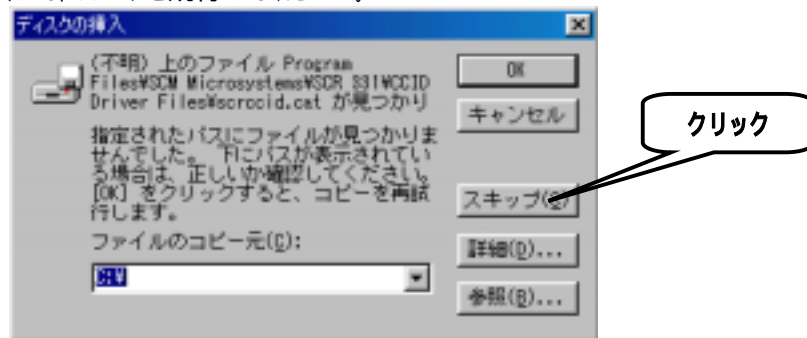 ディスクの挿入
(不明) 上のファイル Program
Files¥SCM Microsystems¥SCR 331¥CCID
Driver Files¥scrccid.cat が見つかり
指定されたパスにファイルが見つかりま
せんでした。 下にパスが表示されてい
る場合は、正しいか確認してください。
[OK] をクリックすると、コピーを再試
行します。
ファイルのコピー元(C):
OK
キャンセル
スキップ(S)
詳細(D)...
参照(B)...
クリック